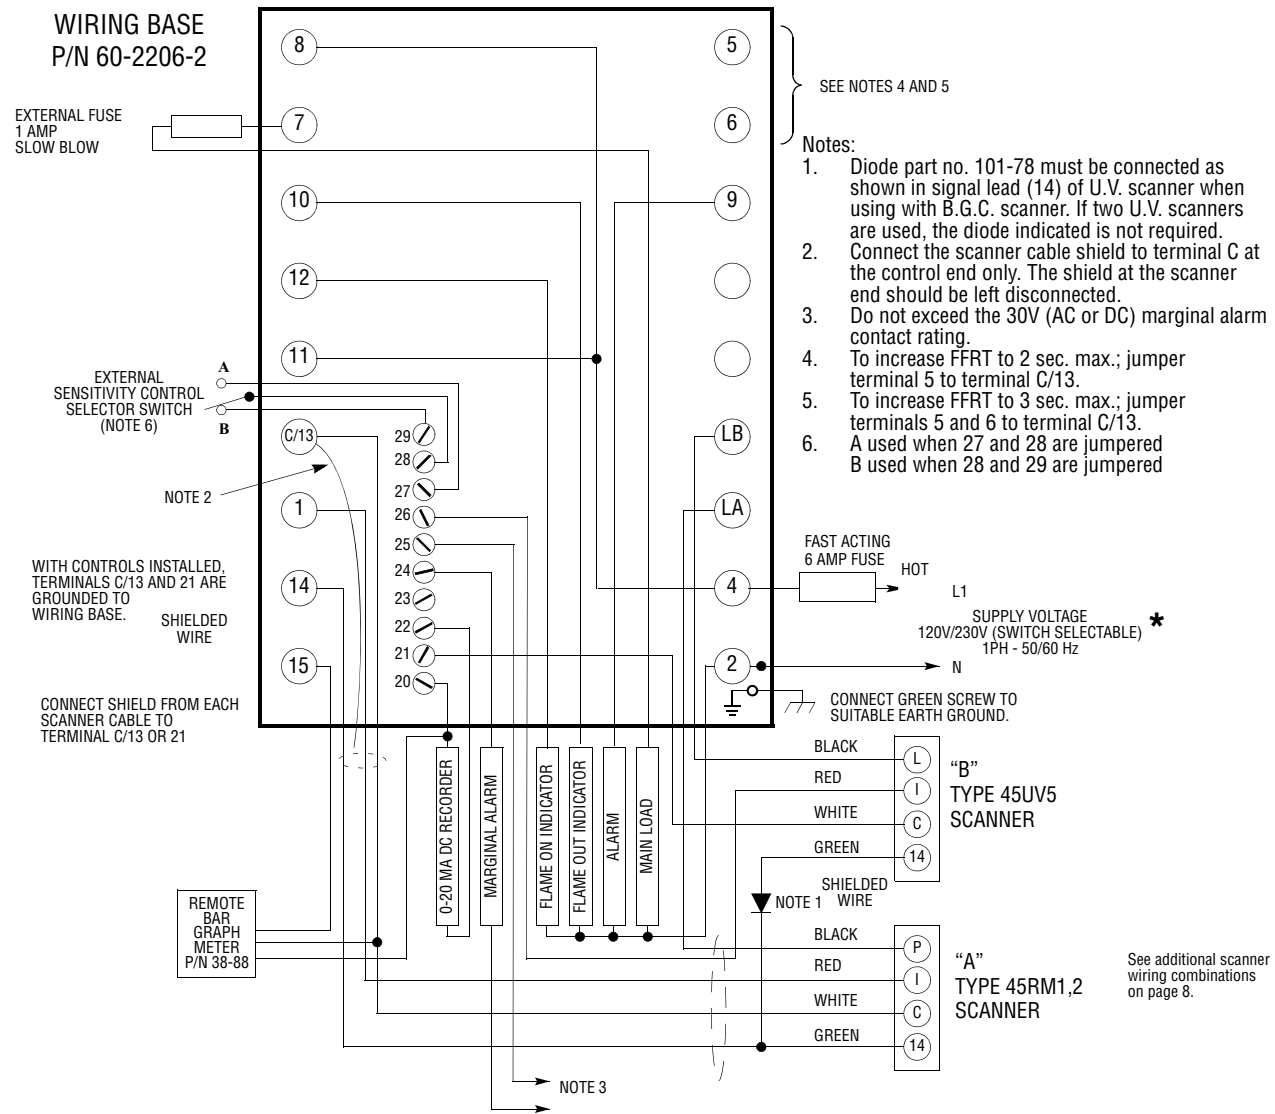 WIRING BASE
P/N 60-2206-2
EXTERNAL FUSE
1 AMP
SLOW BLOW
8
7
10
12
11
C/13
1
14
15
5
6
9
LB
LA
4
2
SEE NOTES 4 AND 5
Notes:
1. Diode part no. 101-78 must be connected as
shown in signal lead (14) of U.V. scanner when
using with B.G.C. scanner. If two U.V. scanners
are used, the diode indicated is not required.
2. Connect the scanner cable shield to terminal C at
the control end only. The shield at the scanner
end should be left disconnected.
3. Do not exceed the 30V (AC or DC) marginal alarm
contact rating.
4. To increase FFRT to 2 sec. max.; jumper
terminal 5 to terminal C/13.
5. To increase FFRT to 3 sec. max.; jumper
terminals 5 and 6 to terminal C/13.
6. A used when 27 and 28 are jumpered
B used when 28 and 29 are jumpered
A
EXTERNAL
SENSITIVITY CONTROL
SELECTOR SWITCH
(NOTE 6)
B
29
28
27
26
25
24
23
22
21
20
NOTE 2
WITH CONTROLS INSTALLED,
TERMINALS C/13 AND 21 ARE
GROUNDED TO
WIRING BASE.
SHIELDED
WIRE
CONNECT SHIELD FROM EACH
SCANNER CABLE TO
TERMINAL C/13 OR 21
FAST ACTING
6 AMP FUSE
HOT
L1
SUPPLY VOLTAGE
120V/230V (SWITCH SELECTABLE) *
1PH - 50/60 Hz
N
CONNECT GREEN SCREW TO
SUITABLE EARTH GROUND.
0-20 MA DC RECORDER
MARGINAL ALARM
FLAME ON INDICATOR
FLAME OUT INDICATOR
ALARM
MAIN LOAD
BLACK
L
RED
I
WHITE
C
GREEN
14
“B”
TYPE 45UV5
SCANNER
SHIELDED
WIRE
NOTE 1
BLACK
P
RED
I
WHITE
C
GREEN
14
“A”
TYPE 45RM1,2
SCANNER
See additional scanner
wiring combinations
on page 8.
REMOTE
BAR
GRAPH
METER
P/N 38-88
NOTE 3